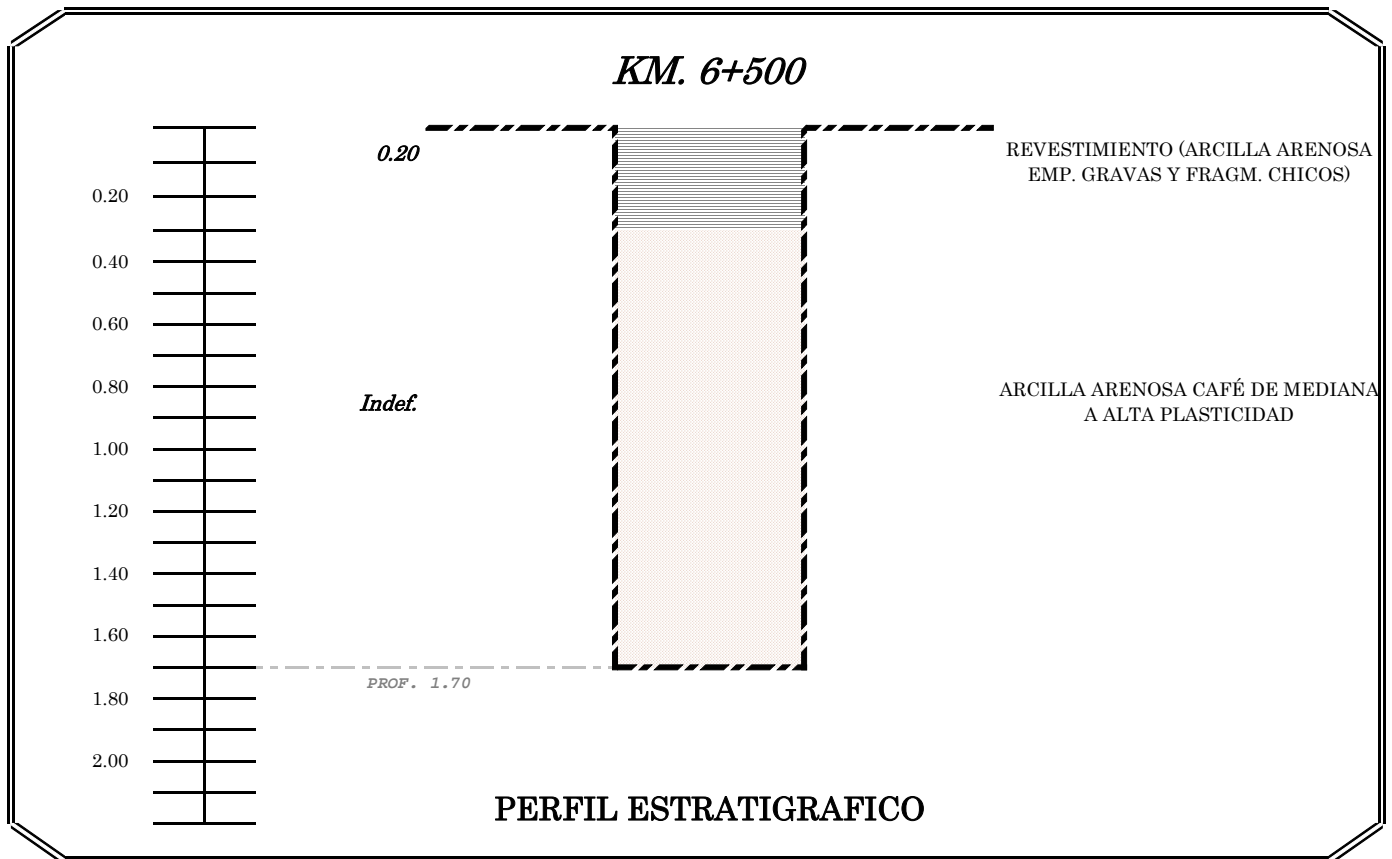 KM. 6+500
0.20
REVESTIMIENTO (ARCILLA ARENOSA
EMP. GRAVAS Y FRAGM. CHICOS)
0.20
0.40
0.60
0.80
Indef.
ARCILLA ARENOSA CAFÉ DE MEDIANA
A ALTA PLASTICIDAD
1.00
1.20
1.40
1.60
PROF. 1.70
1.80
2.00
PERFIL ESTRATIGRAFICO